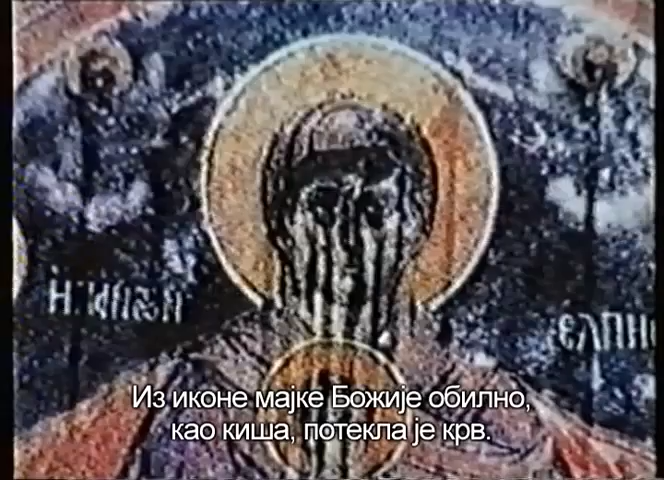 Из иконе мајке Божије обилно,
као киша, потекла је крв.